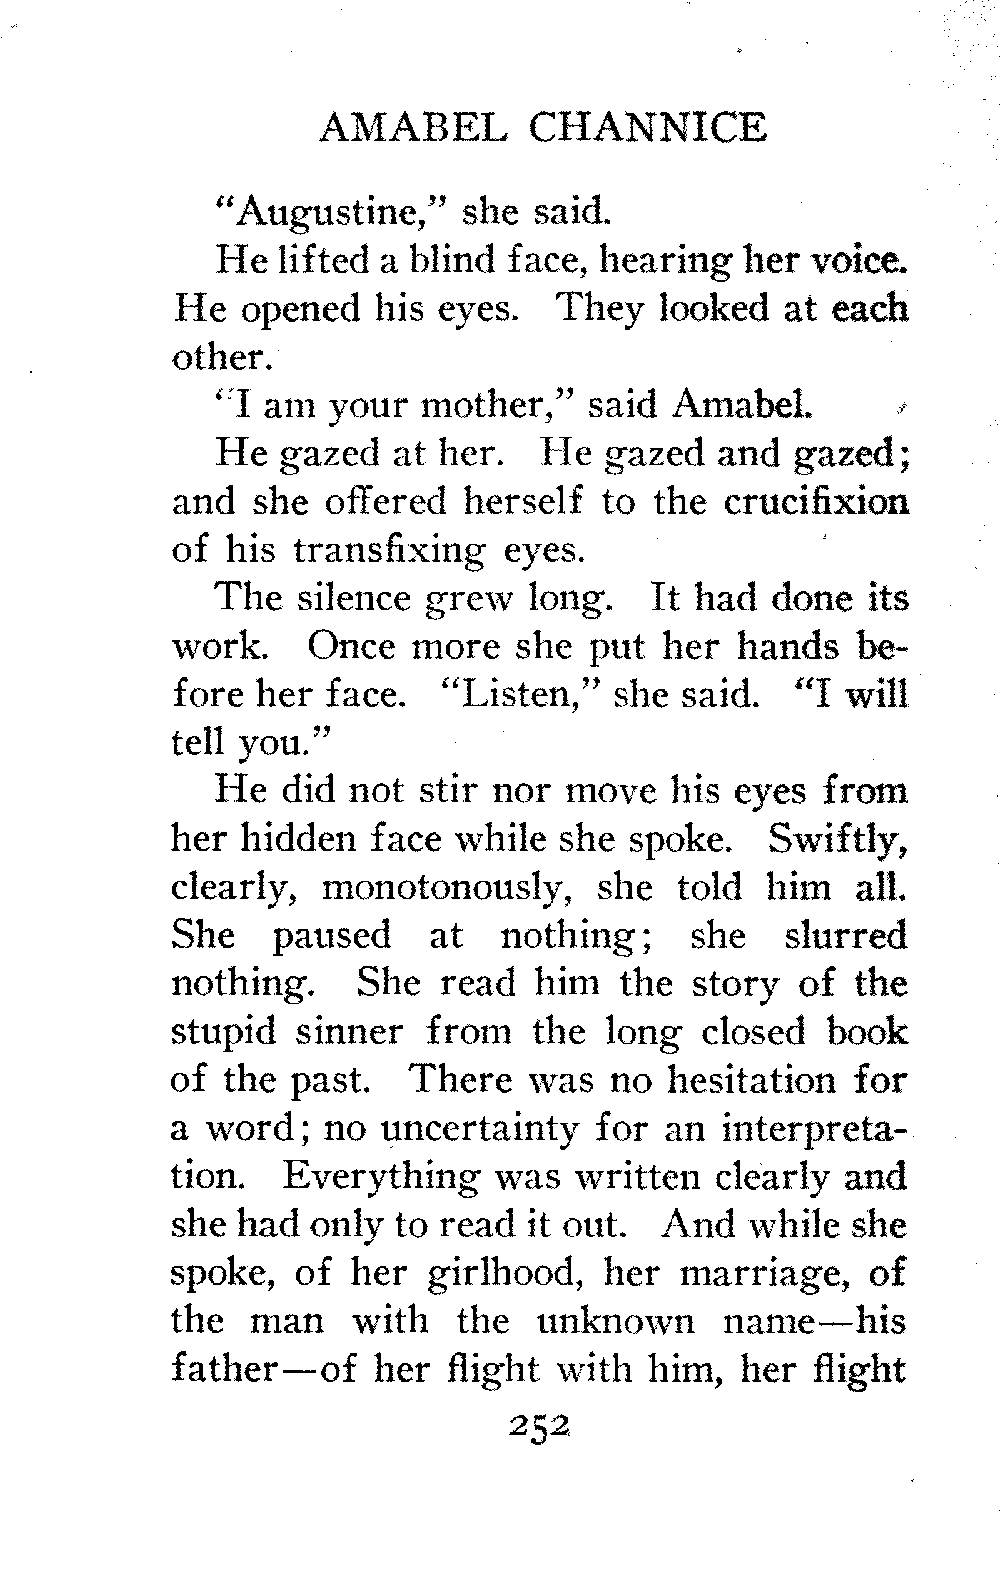 AMABEL CHANNICE
"Augustine," she said.
He lifted a blind face, hearing her voice.
He opened his eyes. They looked at each
other.
"I am your mother," said Amabel.
He gazed at her. He gazed and gazed;
and she offered herself to the crucifixion
of his transfixing eyes.
The silence grew long. It had done its
work. Once more she put her hands be-
fore her face. "Listen," she said. "I will
tell you."
He did not stir nor move his eyes from
her hidden face while she spoke. Swiftly,
clearly, monotonously, she told him all.
She paused at nothing; she slurred
nothing. She read him the story of the
stupid sinner from the long closed book
of the past. There was no hesitation for
a word; no uncertainty for an interpreta-
tion. Everything was written clearly and
she had only to read it out. And while she
spoke, of her girlhood, her marriage, of
the man with the unknown name—his
father—of her flight with him, her flight
252